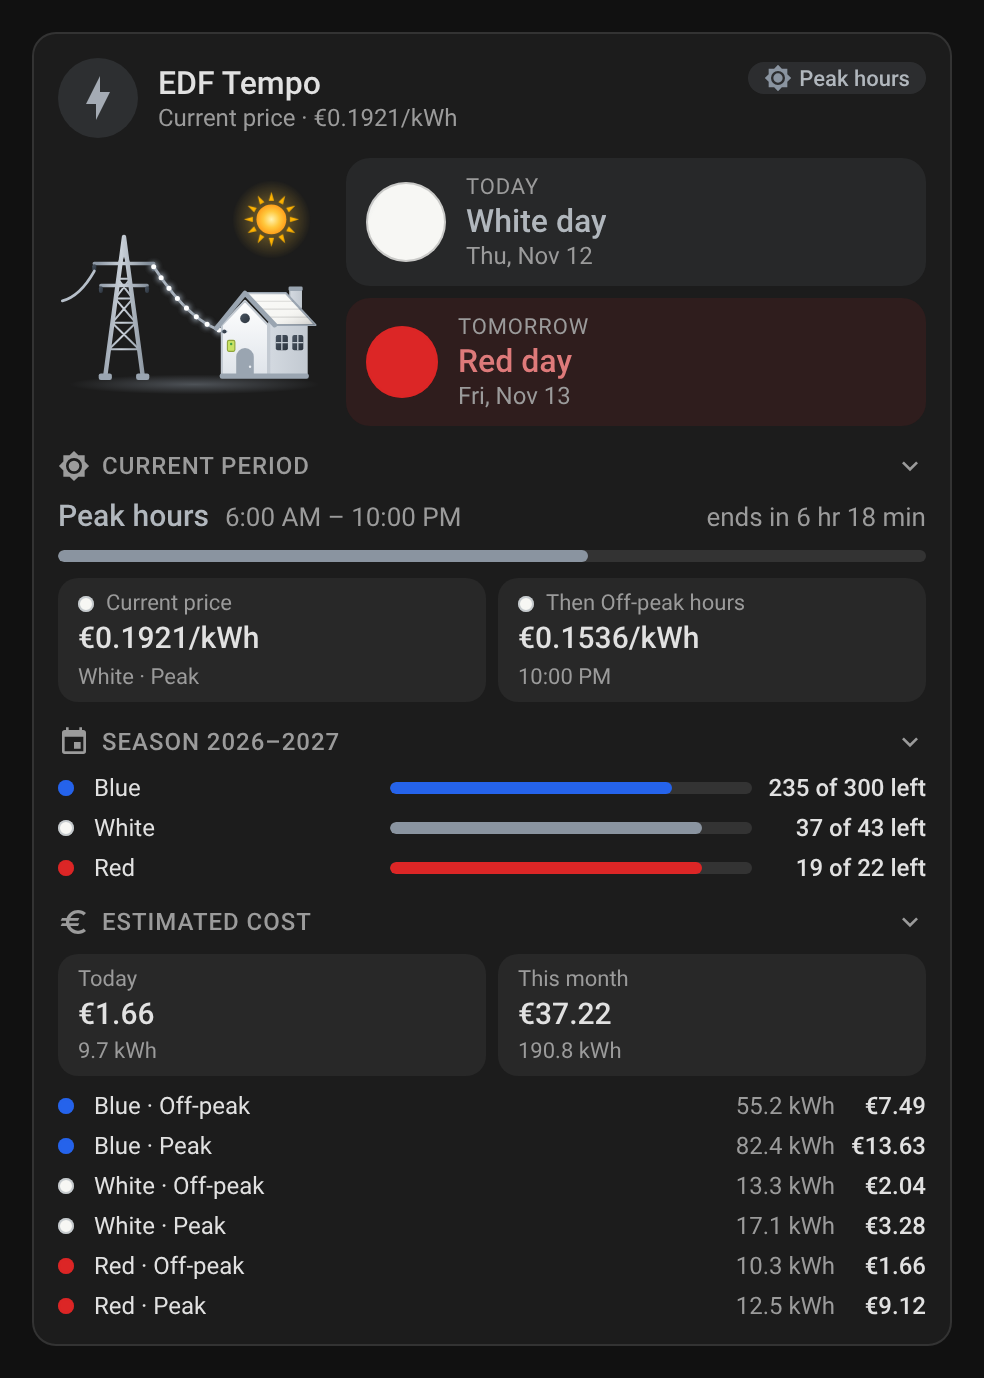 EDF Tempo
Current price · €0.1921/kWh
Peak hours
TODAY
White day
Thu, Nov 12
TOMORROW
Red day
Fri, Nov 13
CURRENT PERIOD
Peak hours 6:00 AM – 10:00 PM ends in 6 hr 18 min
Current price
€0.1921/kWh
White · Peak
Then Off-peak hours
€0.1536/kWh
10:00 PM
SEASON 2026–2027
Blue 235 of 300 left
White 37 of 43 left
Red 19 of 22 left
ESTIMATED COST
Today
€1.66
9.7 kWh
This month
€37.22
190.8 kWh
Blue · Off-peak 55.2 kWh €7.49
Blue · Peak 82.4 kWh €13.63
White · Off-peak 13.3 kWh €2.04
White · Peak 17.1 kWh €3.28
Red · Off-peak 10.3 kWh €1.66
Red · Peak 12.5 kWh €9.12